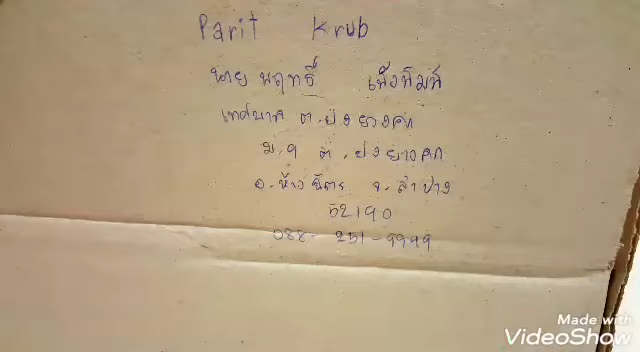 Parit Krub
นาย พฤทธิ์
เทศบาล ต.ปงยางคก
ม.9 ต.ปงยางคก
อ.ห้างฉัตร จ.ลำปาง
52190
088-251-9999
Made with
VideoShow